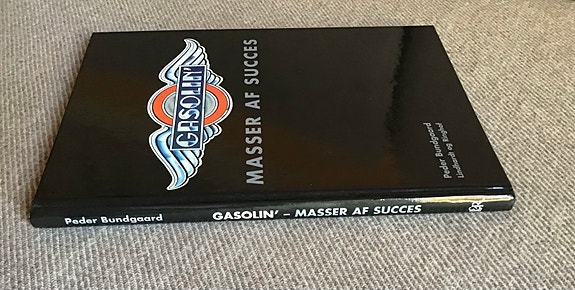 GASOLIN'
MASSER AF SUCCES
Peder Bundgaard
Lindhardt og Ringhof
Peder Bundgaard
GASOLIN' – MASSER AF SUCCES